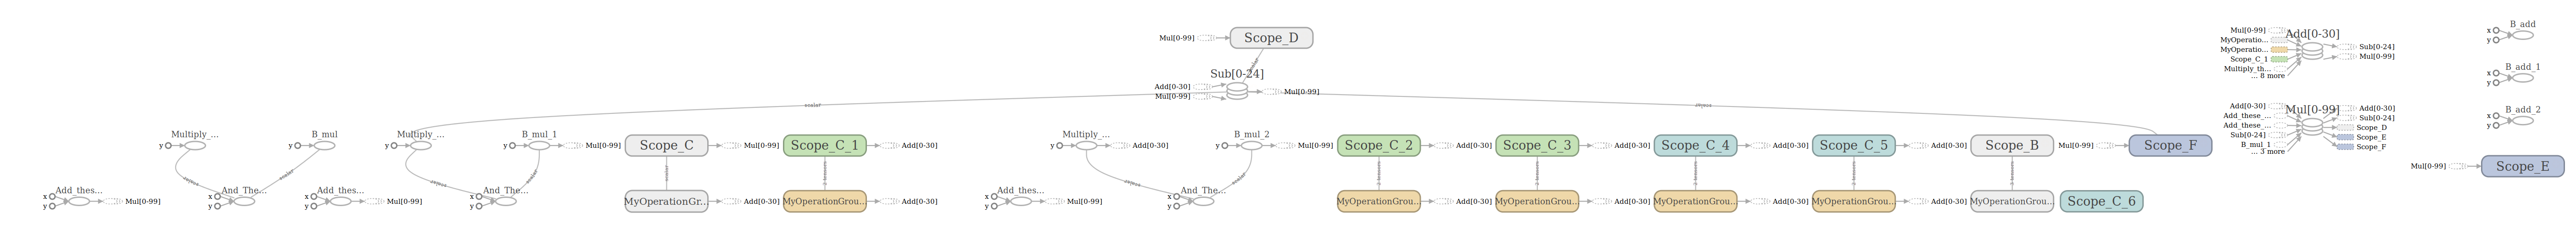 Scope_D
Mul[0-99]
Sub[0-24]
scalar
Add[0-30]
Mul[0-99]
Mul[0-99]
scalar
scalar
Multiply_...
y
B_mul
y
scalar
scalar
Add_thes...
x
y
Mul[0-99]
And_The...
x
y
Add_thes...
x
y
Mul[0-99]
Multiply_...
y
B_mul_1
y
Mul[0-99]
scalar
scalar
And_The...
x
y
Scope_C
Mul[0-99]
scalar
MyOperationGr...
Add[0-30]
Scope_C_1
Add[0-30]
MyOperationGrou...
Add[0-30]
Multiply_...
y
Add[0-30]
B_mul_2
y
Mul[0-99]
scalar
scalar
Add_thes...
x
y
Mul[0-99]
And_The...
x
y
Scope_C_2
Add[0-30]
MyOperationGrou...
Add[0-30]
Scope_C_3
Add[0-30]
MyOperationGrou...
Add[0-30]
Scope_C_4
Add[0-30]
MyOperationGrou...
Add[0-30]
Scope_C_5
Add[0-30]
MyOperationGrou...
Add[0-30]
Scope_B
MyOperationGrou...
Scope_C_6
Mul[0-99]
Scope_F
Add[0-30]
Mul[0-99]
MyOperatio...
MyOperatio...
Scope_C_1
Multiply_th...
... 8 more
Sub[0-24]
Mul[0-99]
Mul[0-99]
Add[0-30]
Add_these_...
Add_these_...
Sub[0-24]
B_mul_1
... 3 more
Add[0-30]
Sub[0-24]
Scope_D
Scope_E
Scope_F
B_add
x
y
B_add_1
x
y
B_add_2
x
y
Mul[0-99]
Scope_E